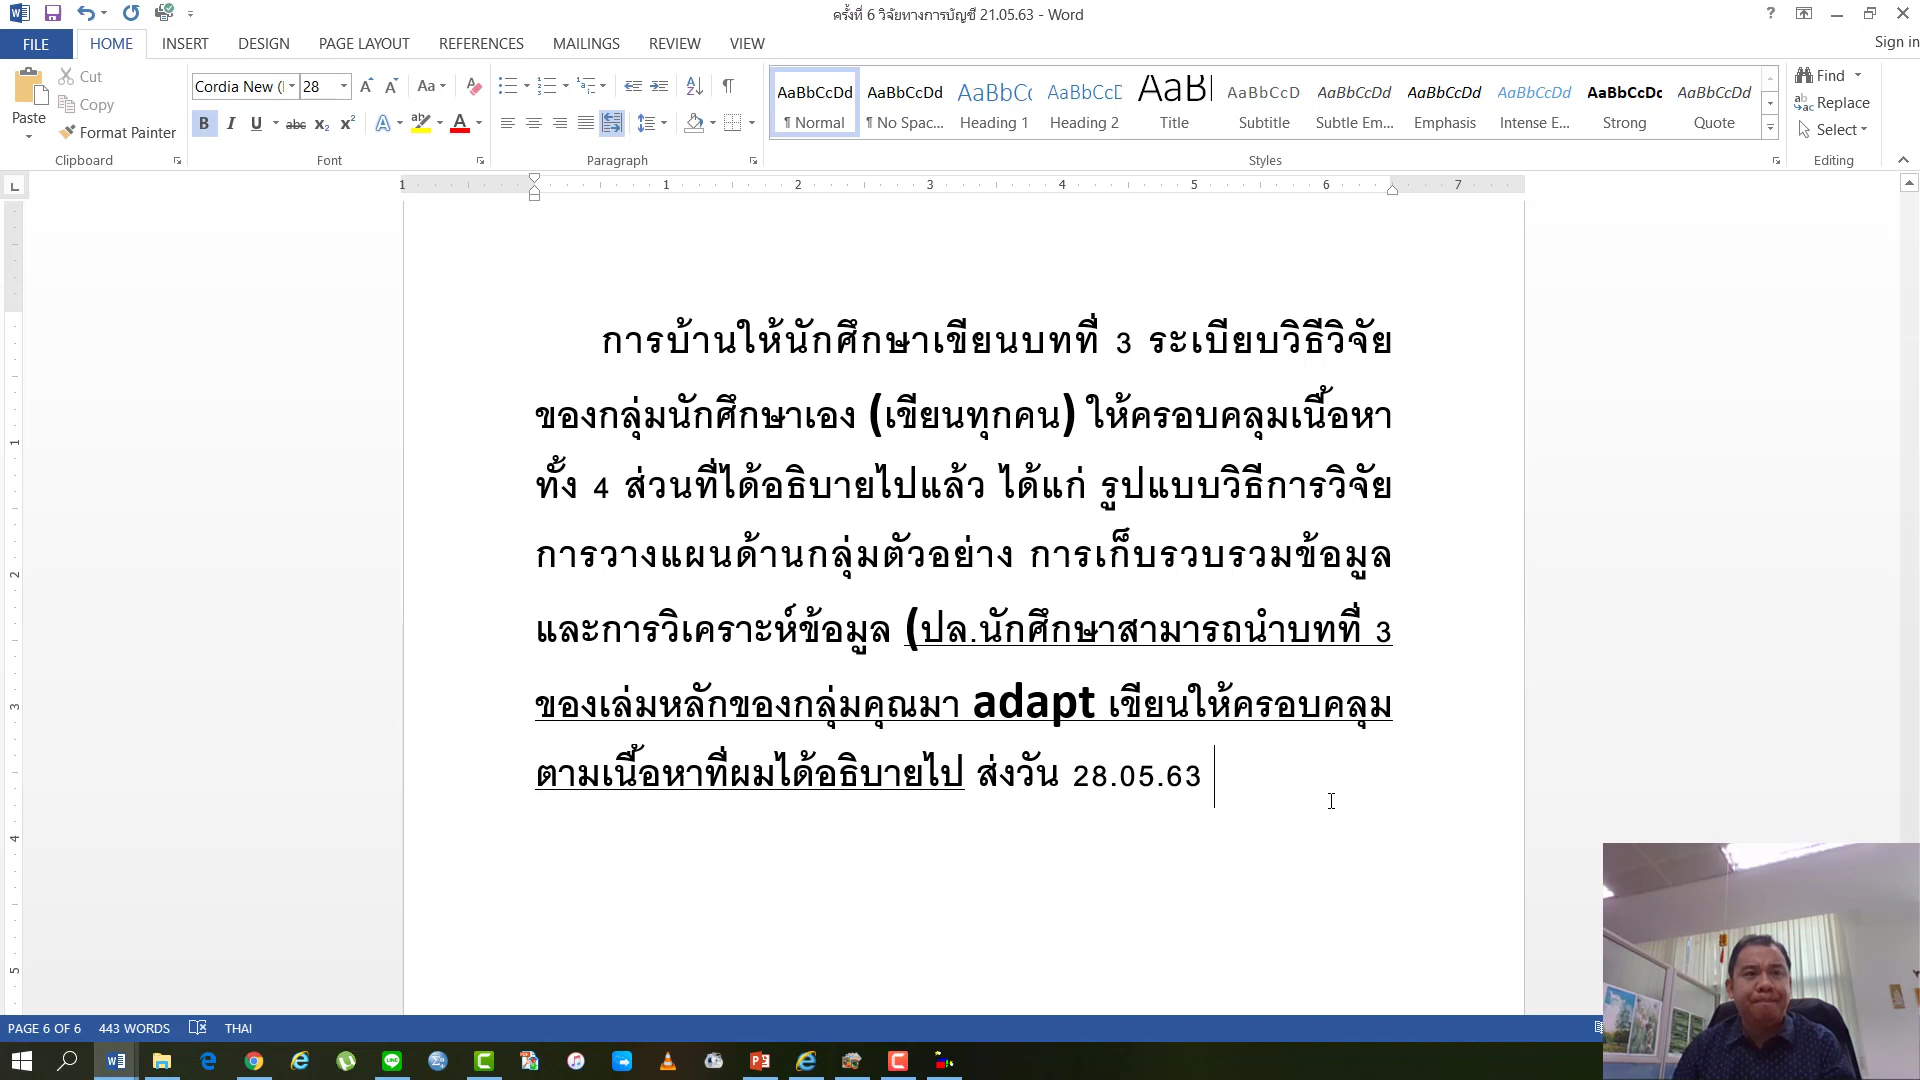 ครั้งที่ 6 วิจัยทางการบัญชี 21.05.63 - Word
Sign in
FILE HOME INSERT DESIGN PAGE LAYOUT REFERENCES MAILINGS REVIEW VIEW
Paste
Cut
Copy
Format Painter
Clipboard
Cordia New ( 28
Font
Paragraph
AaBbCcDd AaBbCcDd AaBbCc AaBbCcD AaBl AaBbCcD AaBbCcDd AaBbCcDd AaBbCcDd AaBbCcDc AaBbCcDd
¶ Normal ¶ No Spac... Heading 1 Heading 2 Title Subtitle Subtle Em... Emphasis Intense E... Strong Quote
Styles
Find
Replace
Select
Editing
1 1 2 3 4 5 6 7
การบ้านให้นักศึกษาเขียนบทที่ 3 ระเบียบวิธีวิจัย
ของกลุ่มนักศึกษาเอง (เขียนทุกคน) ให้ครอบคลุมเนื้อหา
ทั้ง 4 ส่วนที่ได้อธิบายไปแล้ว ได้แก่ รูปแบบวิธีการวิจัย
การวางแผนด้านกลุ่มตัวอย่าง การเก็บรวบรวมข้อมูล
และการวิเคราะห์ข้อมูล (ปล.นักศึกษาสามารถนำบทที่ 3
ของเล่มหลักของกลุ่มคุณมา adapt เขียนให้ครอบคลุม
ตามเนื้อหาที่ผมได้อธิบายไป ส่งวัน 28.05.63
1
2
3
4
5
PAGE 6 OF 6 443 WORDS THAI